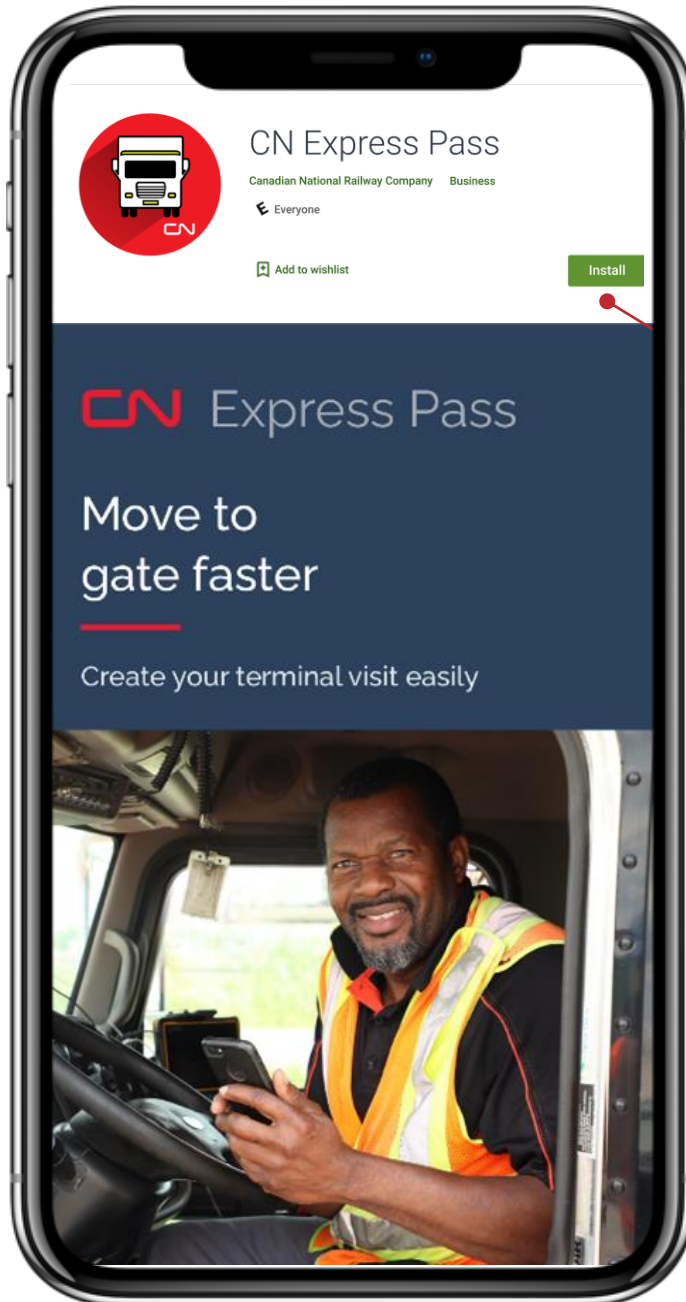 CN
CN Express Pass
Canadian National Railway Company Business
E Everyone
Add to wishlist
Install
CN Express Pass
Move to
gate faster
Create your terminal visit easily